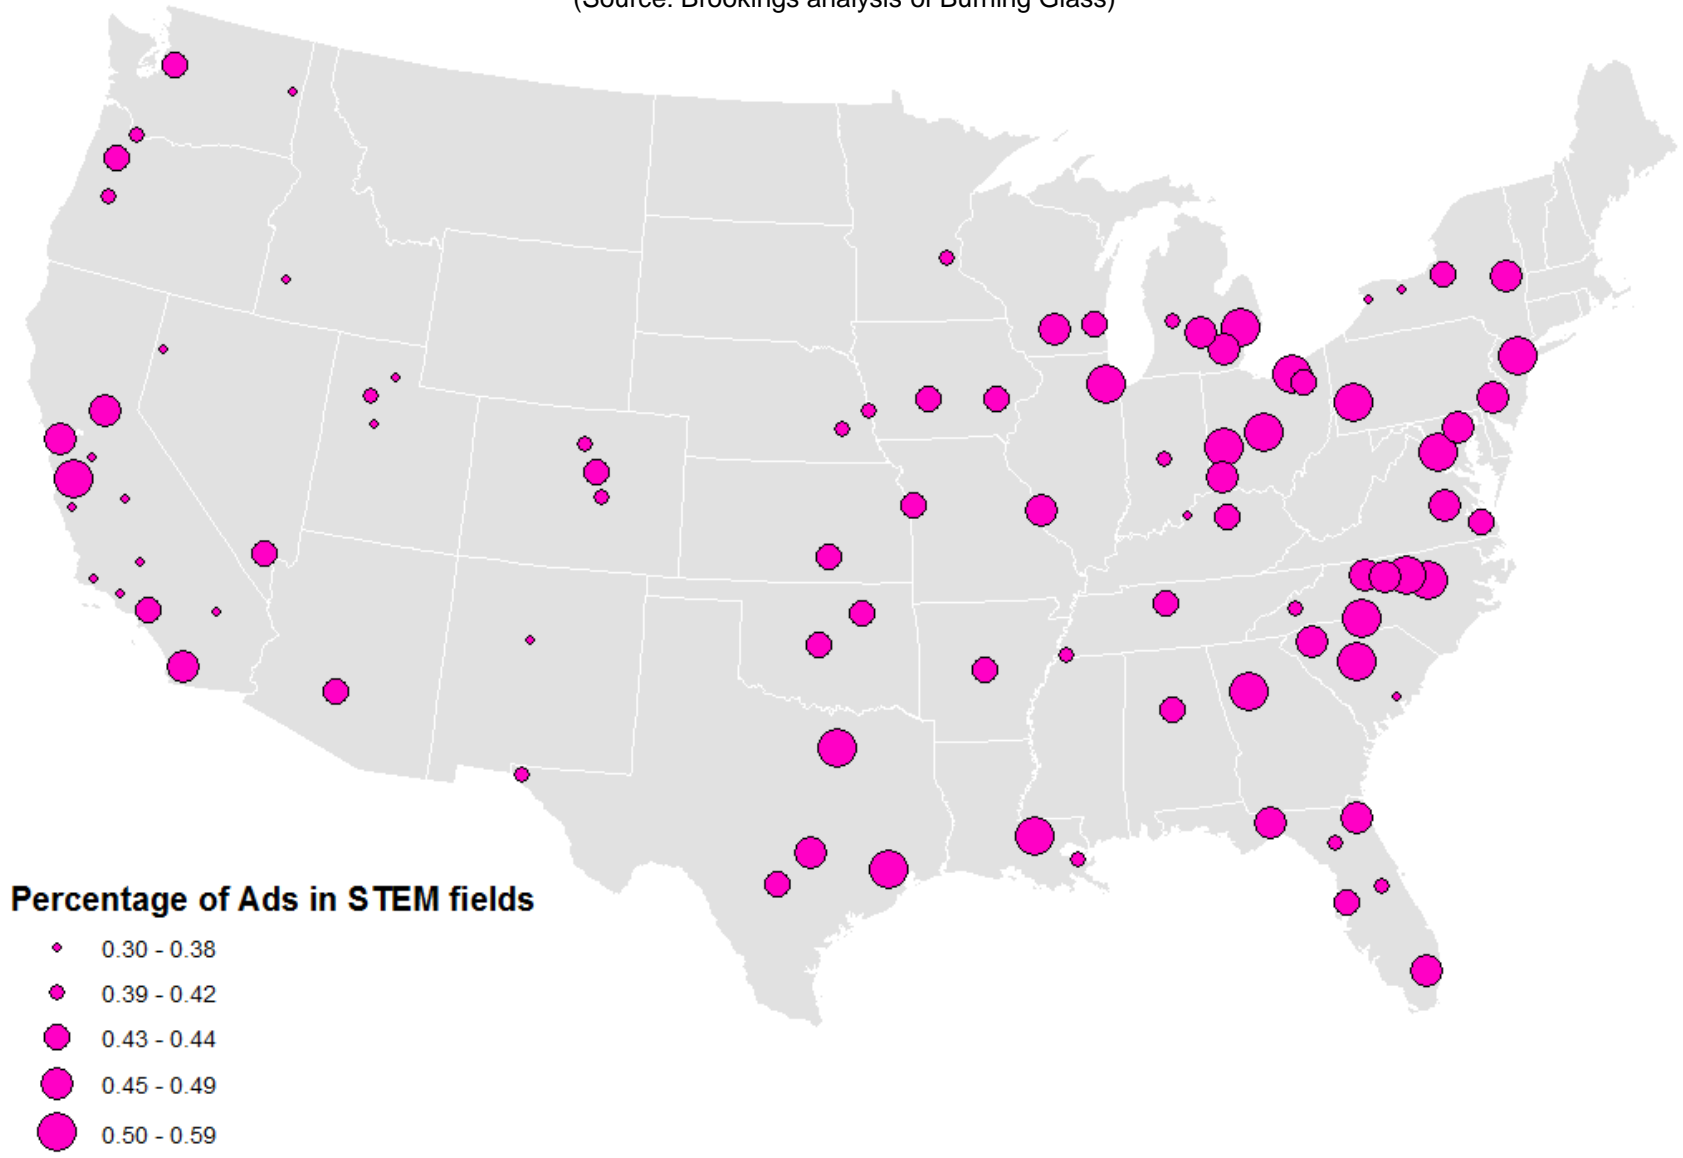 (Source: Brookings analysis of Burning Glass)
Percentage of Ads in STEM fields
0.30 - 0.38
0.39 - 0.42
0.43 - 0.44
0.45 - 0.49
0.50 - 0.59